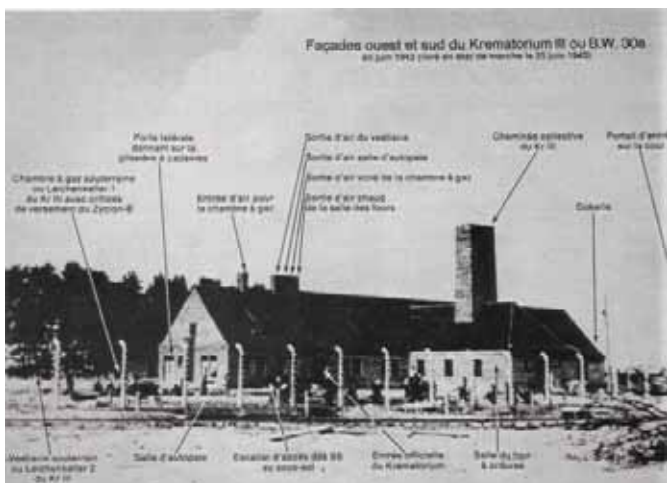 Façades ouest et sud du Krematorium III ou B.W. 30a
en juin 1943 (livré en état de marche le 25 juin 1943)
Porte latérale
donnant sur la
glissière à cadavres
Sortie d'air du vestiaire
Sortie d'air salle d'autopsie
Sortie d'air vicié de la chambre à gaz
Sortie d'air chaud
de la salle des fours
Cheminée collective
du Kr III
Portail
sur la cour
Chambre à gaz souterraine
ou Leichenkeller 1
du Kr III avec orifices
de versement du Zyclon-B
Entrée d'air pour
la chambre à gaz
Cokerie
Vestiaire souterrain
ou Leichenkeller 2
du Kr III
Salle d'autopsie
Escalier d'accès des SS
au sous-sol
Entrée officielle
du Krematorium
Salle du four
à ordures